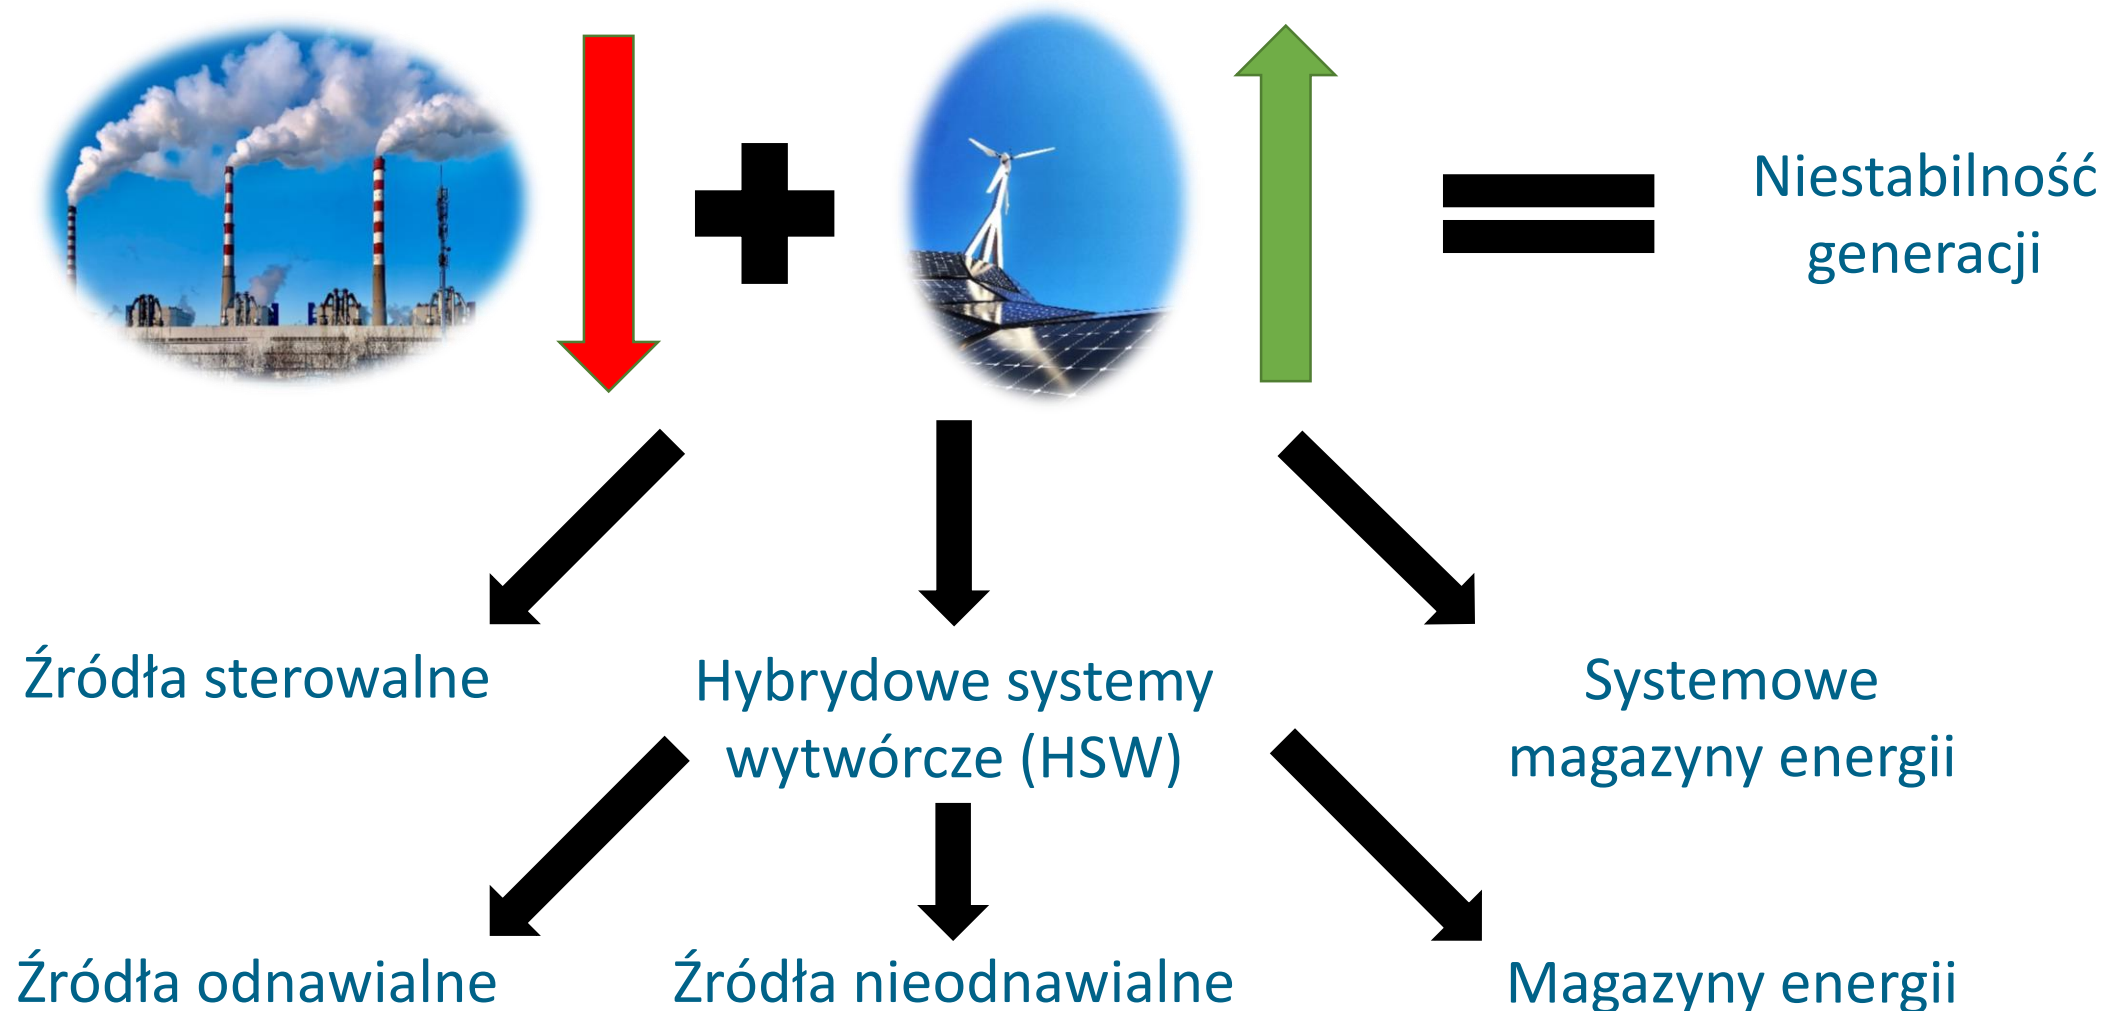 Niestabilność
generacji
Źródła sterowalne
Hybrydowe systemy
wytwórcze (HSW)
Systemowe
magazyny energii
Źródła odnawialne
Źródła nieodnawialne
Magazyny energii